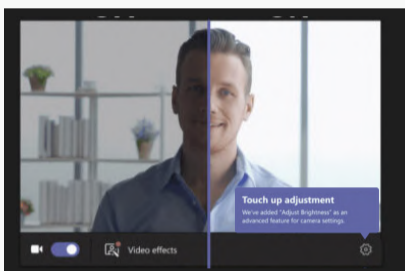 Touch up adjustment
We've added "Adjust Brightness" as an
advanced feature for camera settings.
Video effects